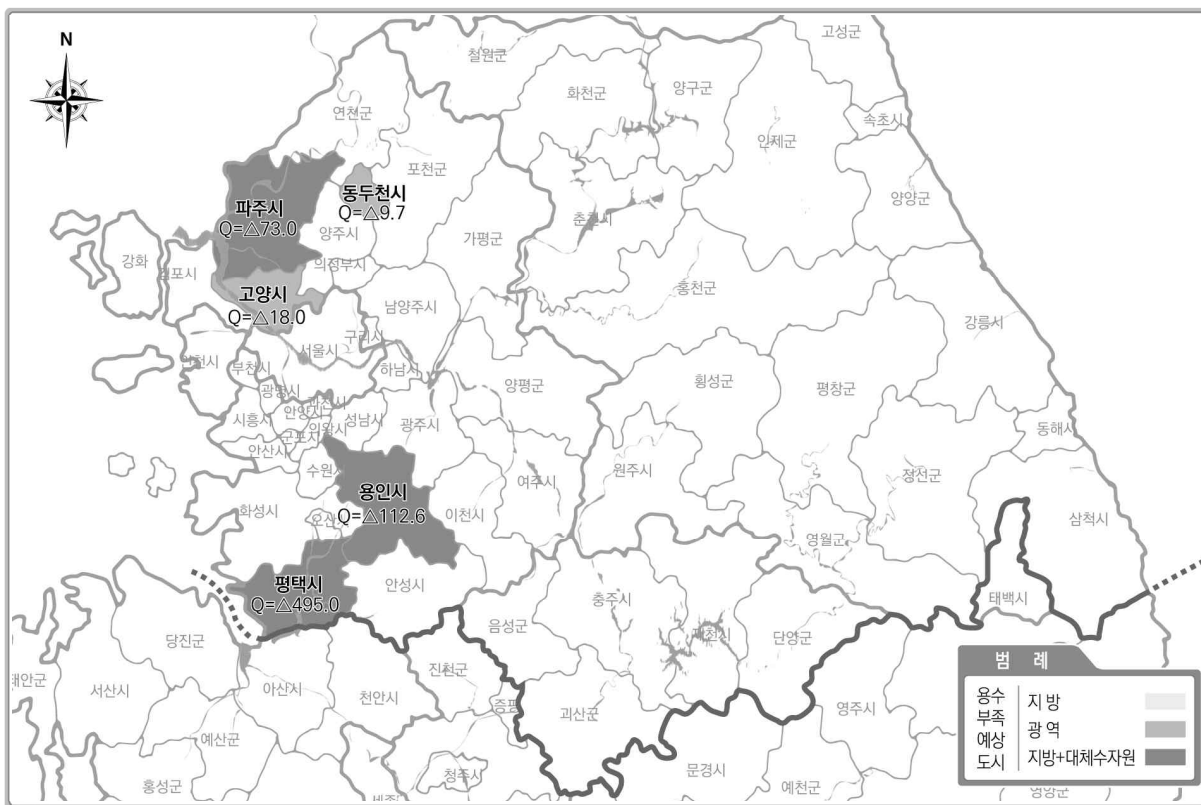 N
고성군
철원군
화천군
양구군
속초시
연천군
인제군
포천군
동두천시
Q=△9.7
양양군
파주시
Q=△73.0
춘천시
양주시
가평군
강화
김포시
의정부시
홍천군
고양시
Q=△18.0
남양주시
강릉시
구리시
서울시
인천시
부천시
하남시
양평군
횡성군
평창군
광명시
과천시
시흥시
안양시
성남시
광주시
의왕시
군포시
동해시
안산시
수원시
여주시
원주시
정선군
용인시
Q=△112.6
화성시
오산시
이천시
삼척시
영월군
평택시
Q=△495.0
안성시
충주시
태백시
음성군
제천시
단양군
당진군
진천군
태안군
서산시
아산시
천안시
증평
괴산군
영주시
예산군
홍성군
청주시
세종
문경시
예천군
영양군
범 례
용수
부족
예상
도시
지 방
광 역
지방+대체수자원